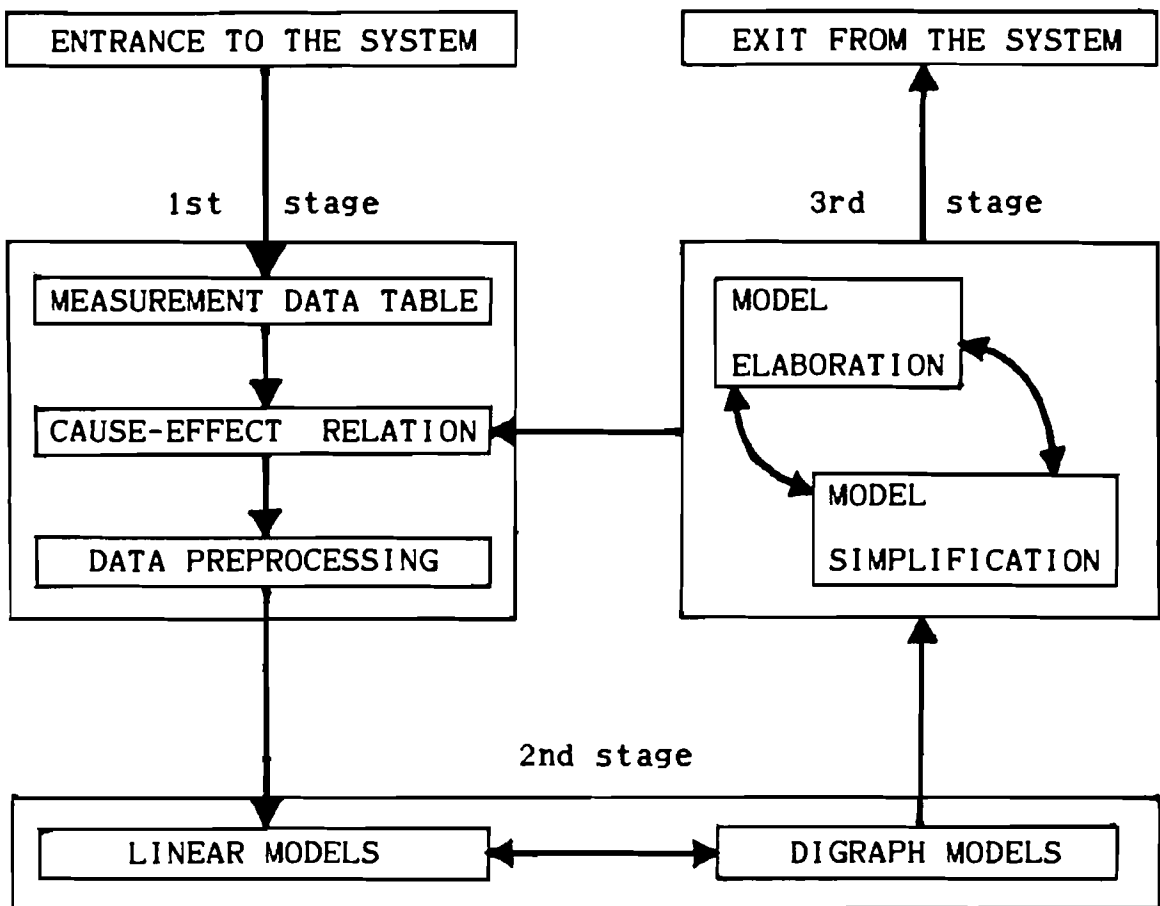 ENTRANCE TO THE SYSTEM
EXIT FROM THE SYSTEM
1st stage
3rd stage
MEASUREMENT DATA TABLE
CAUSE-EFFECT RELATION
DATA PREPROCESSING
MODEL
ELABORATION
MODEL
SIMPLIFICATION
2nd stage
LINEAR MODELS
DIGRAPH MODELS